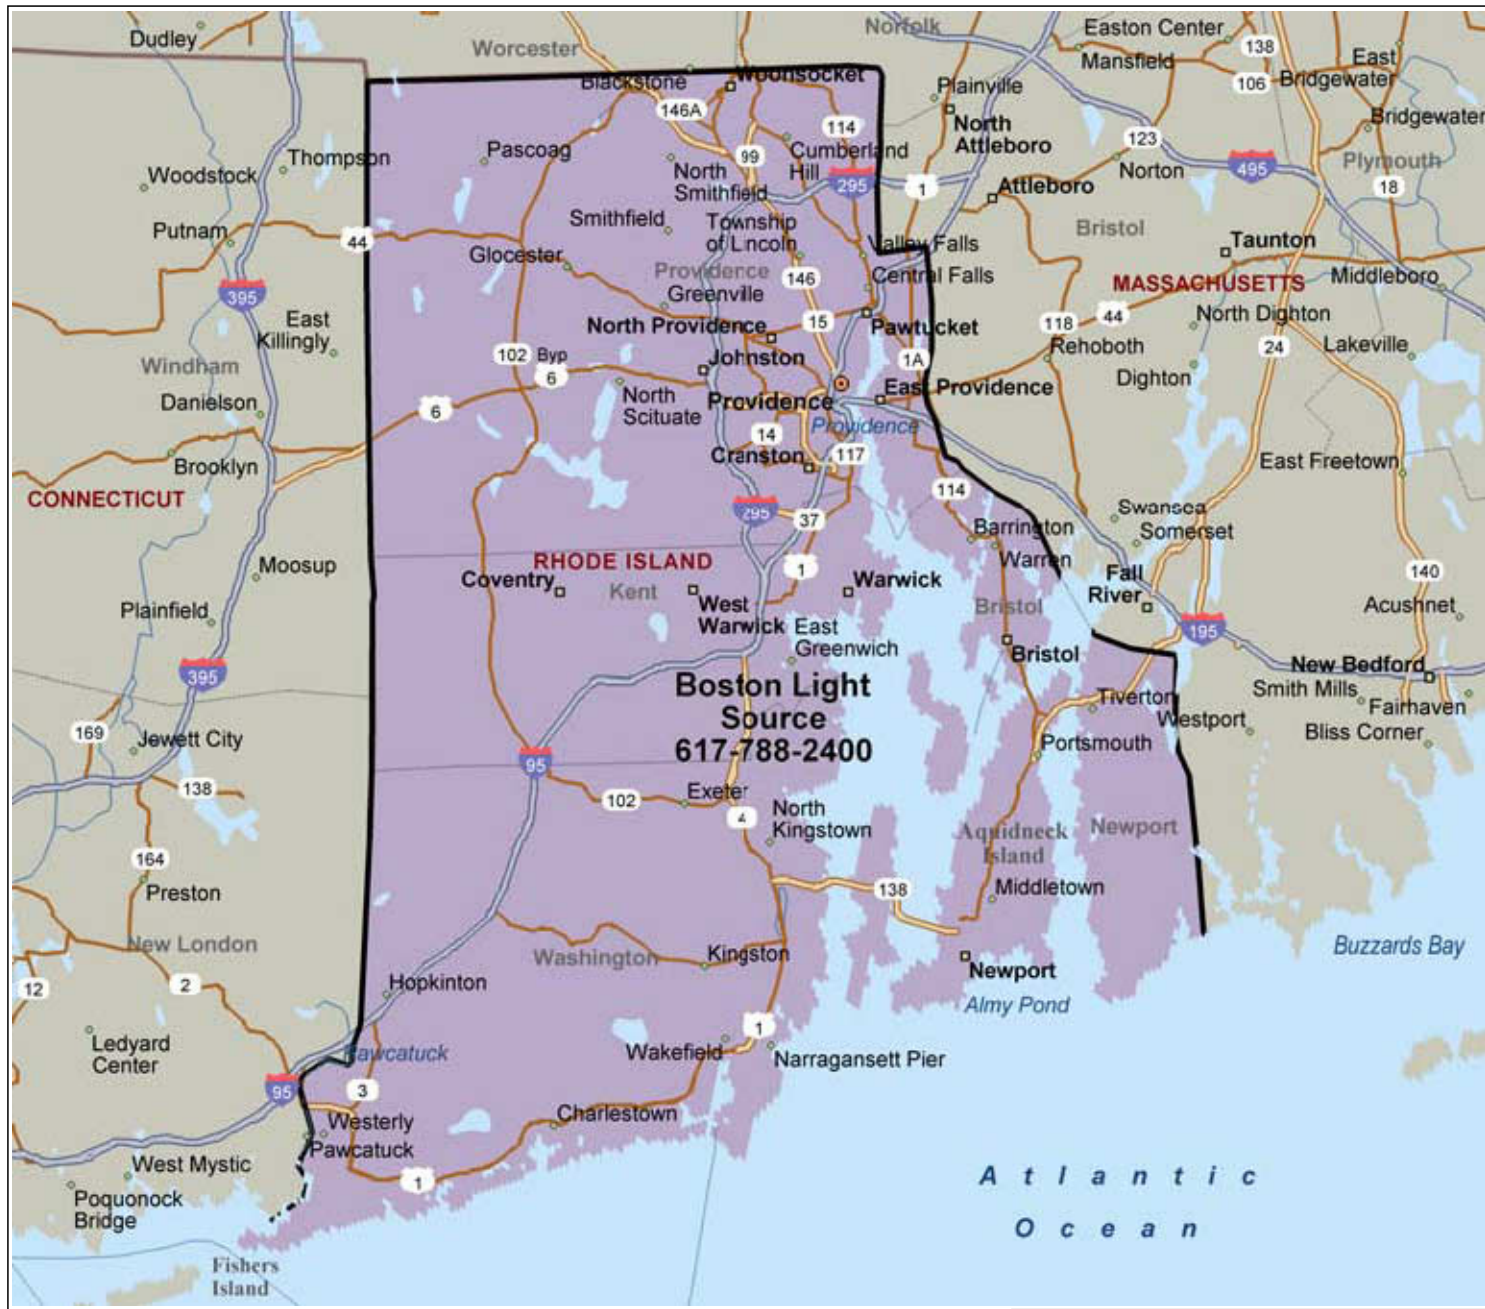 Dudley
Worcester
Norfolk
Easton Center
138
Mansfield
East
Bridgewater
106
Blackstone
Woonsocket
Plainville
146A
114
North
Attleboro
Bridgewater
123
Thompson
Pascoag
99
Cumberland
Hill
Norton
495
Plymouth
Woodstock
North
Smithfield
295
1
Attleboro
18
Putnam
44
Smithfield
Township
of Lincoln
Valley Falls
Bristol
Taunton
Glocester
Providence
Greenville
146
Central Falls
MASSACHUSETTS
Middleboro
395
East
Killingly
North Providence
15
Pawtucket
118
44
North Dighton
Windham
102
Byp
6
Johnston
1A
Rehoboth
24
Lakeville
Dighton
Danielson
6
North
Scituate
Providence
East Providence
Providence
14
Brooklyn
Cranston
117
East Freetown
CONNECTICUT
114
295
37
Swansea
Somerset
Barrington
Warren
Moosup
RHODE ISLAND
1
Fall
River
140
Coventry
Kent
West
Warwick
Warwick
Bristol
Acushnet
Plainfield
East
Greenwich
Bristol
195
395
New Bedford
Boston Light
Source
617-788-2400
Tiverton
Smith Mills
Fairhaven
Westport
Bliss Corner
169
Jewett City
Portsmouth
95
138
102
Exeter
4
North
Kingstown
Aquidneck
Island
Newport
164
Preston
138
Middletown
New London
Washington
Kingston
Newport
Buzzards Bay
12
2
Hopkinton
Almy Pond
Ledyard
Center
Pawcatuck
Wakefield
1
Narragansett Pier
95
3
Westerly
Pawcatuck
Charlestown
West Mystic
1
Poquonock
Bridge
Atlantic
Ocean
Fishers
Island